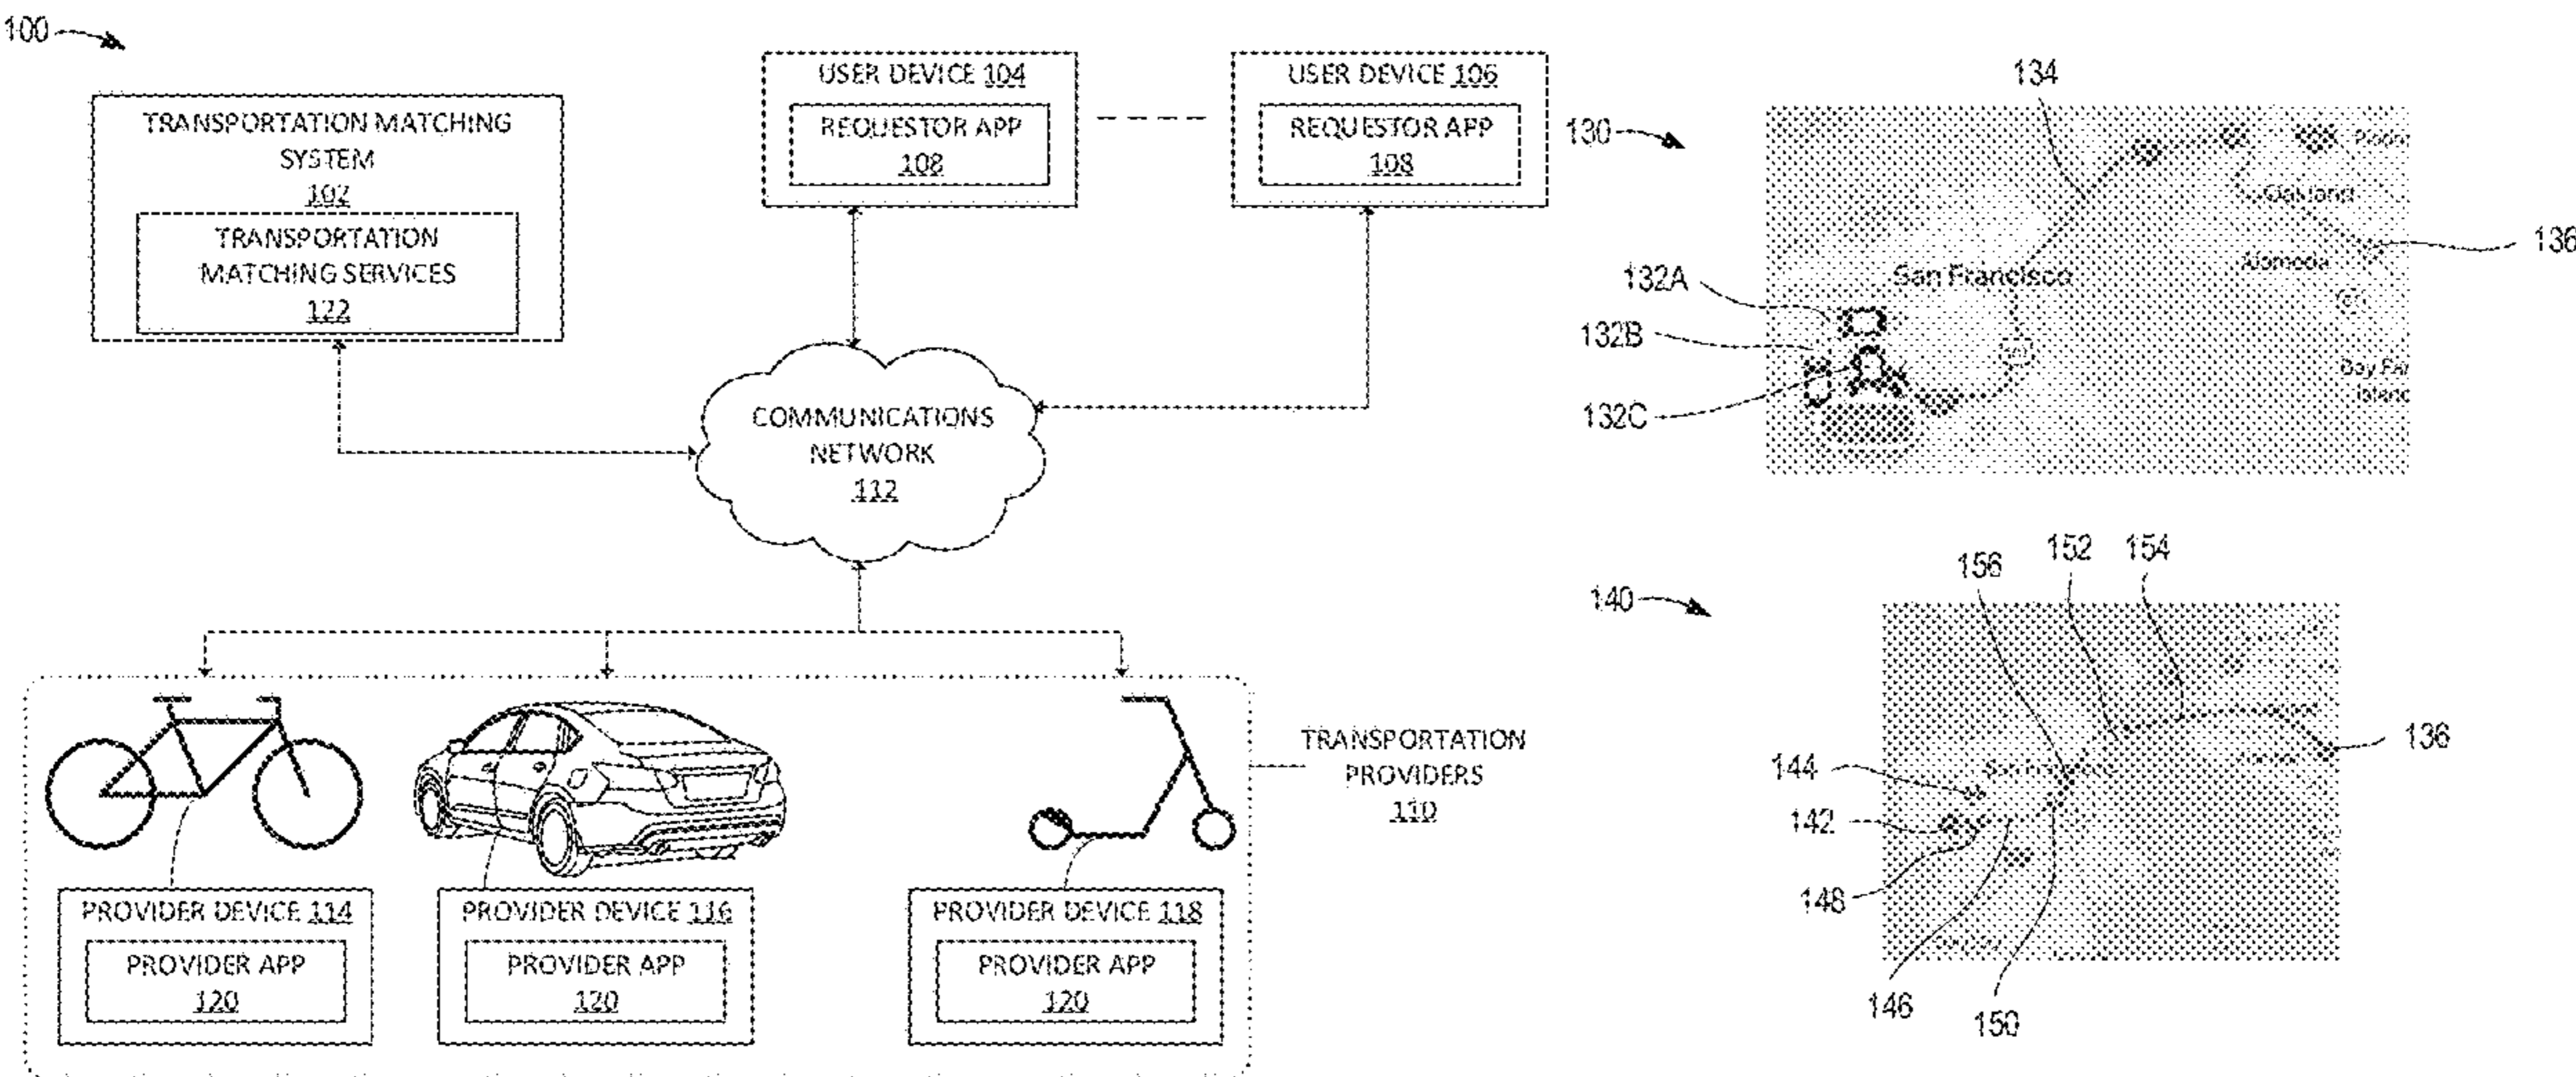 100
TRANSPORTATION MATCHING
SYSTEM
102
TRANSPORTATION
MATCHING SERVICES
122
USER DEVICE 104
REQUESTOR APP
108
USER DEVICE 106
REQUESTOR APP
108
COMMUNICATIONS
NETWORK
112
PROVIDER DEVICE 114
PROVIDER APP
120
PROVIDER DEVICE 116
PROVIDER APP
120
PROVIDER DEVICE 118
PROVIDER APP
120
TRANSPORTATION
PROVIDERS
110
130
134
Oakland
136
San Francisco
Alameda
132A
132B
132C
Bay
140
156
152
154
136
144
142
148
146
150